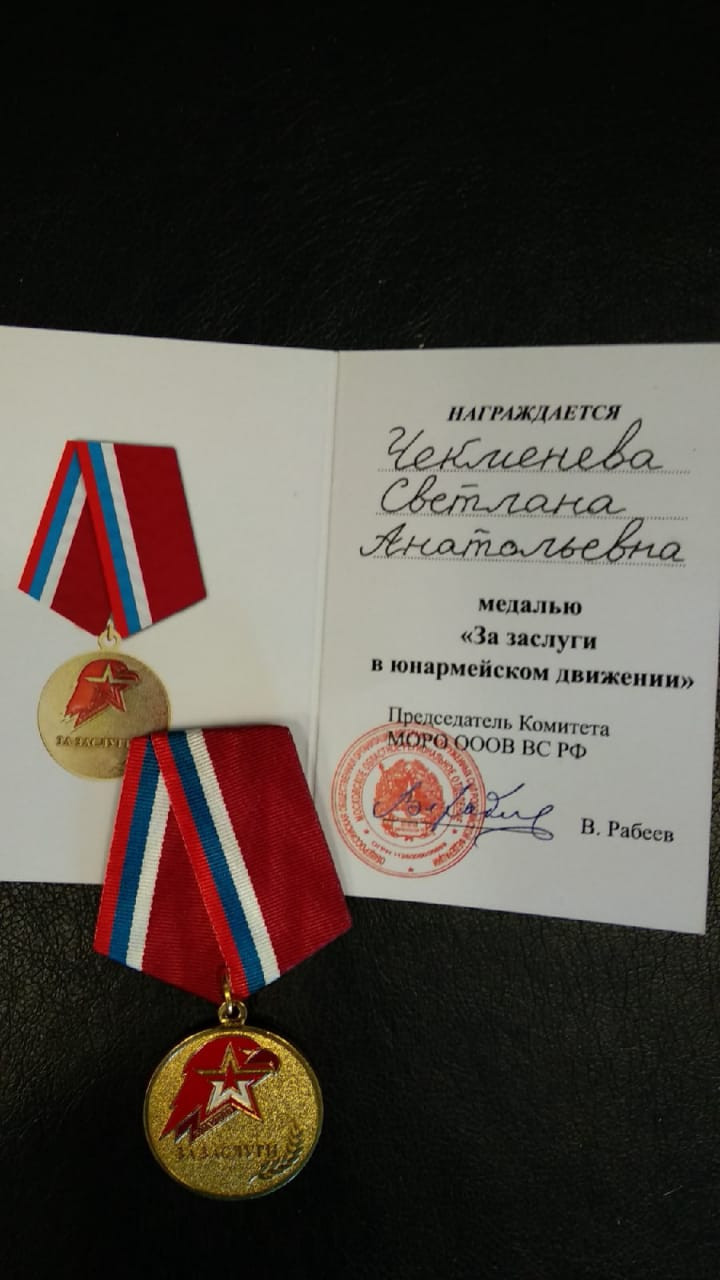 НАГРАЖДАЕТСЯ
Чекменева
Светлана
Анатольевна
медалью
«За заслуги
в юнармейском движении»
Председатель Комитета
МОРО ОООВ ВС РФ
В. Рабеев
ЗА ЗАСЛУГИ
ЗА ЗАСЛУГИ